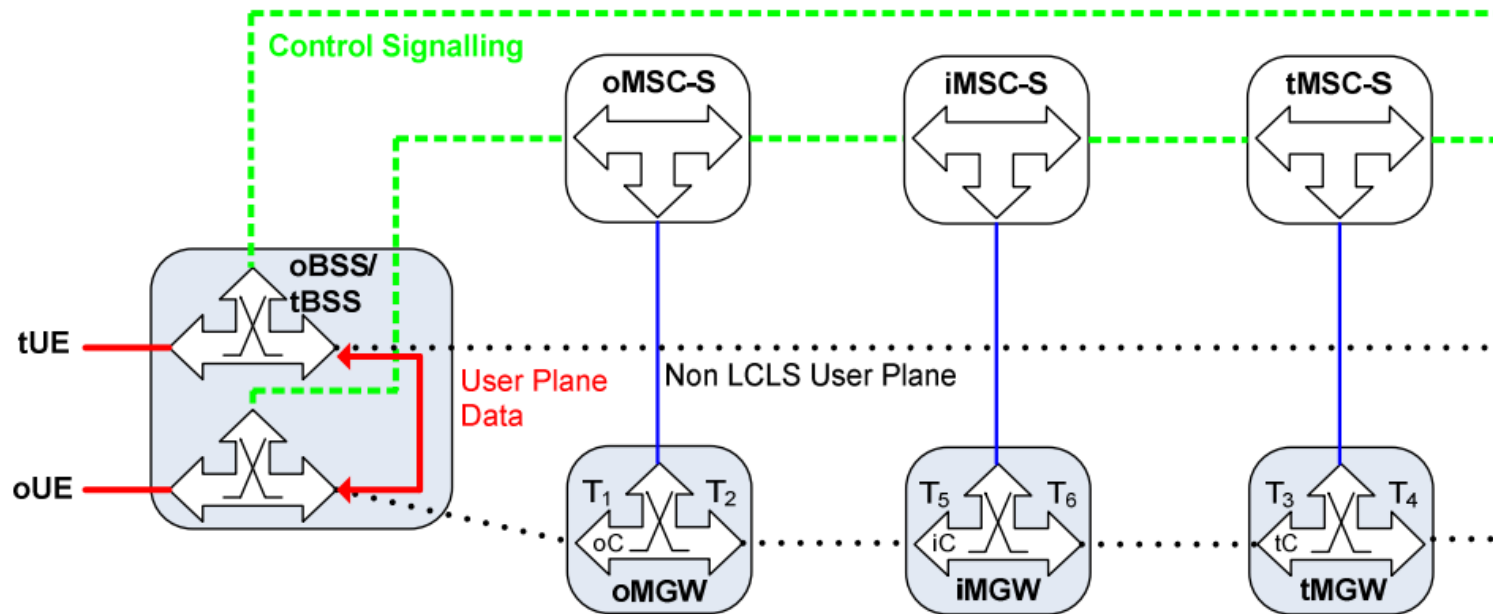 Control Signalling
oMSC-S
iMSC-S
tMSC-S
oBSS/
tBSS
tUE
User Plane
Data
Non LCLS User Plane
oUE
T1
T2
oC
oMGW
T5
T6
iC
iMGW
T3
T4
tC
tMGW